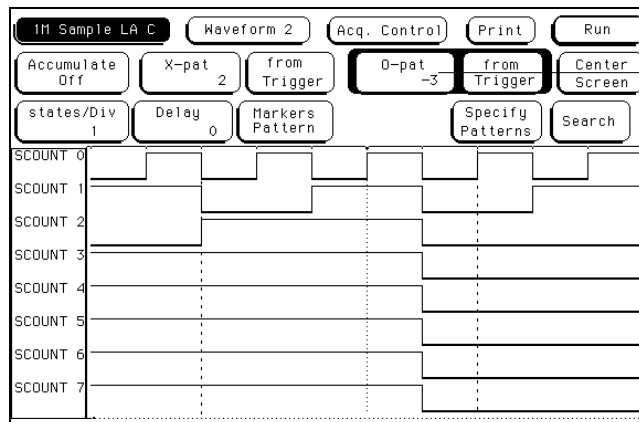 1M Sample LA C
Waveform 2
Acq. Control
Print
Run
Accumulate
Off
X-pat
2
from
Trigger
O-pat
-3
from
Trigger
Center
Screen
states/Div
1
Delay
0
Markers
Pattern
Specify
Patterns
Search
SCOUNT 0
SCOUNT 1
SCOUNT 2
SCOUNT 3
SCOUNT 4
SCOUNT 5
SCOUNT 6
SCOUNT 7